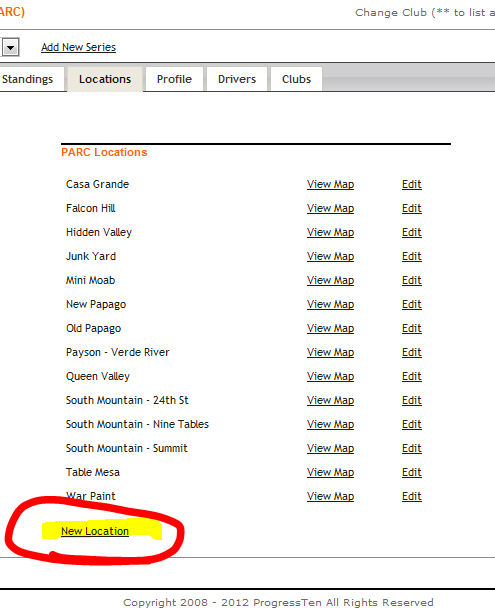 ARC)
Change Club (** to list a
Add New Series
Standings Locations Profile Drivers Clubs
PARC Locations
Casa Grande View Map Edit
Falcon Hill View Map Edit
Hidden Valley View Map Edit
Junk Yard View Map Edit
Mini Moab View Map Edit
New Papago View Map Edit
Old Papago View Map Edit
Payson - Verde River View Map Edit
Queen Valley View Map Edit
South Mountain - 24th St View Map Edit
South Mountain - Nine Tables View Map Edit
South Mountain - Summit View Map Edit
Table Mesa View Map Edit
War Paint View Map Edit
New Location
Copyright 2008 - 2012 ProgressTen All Rights Reserved